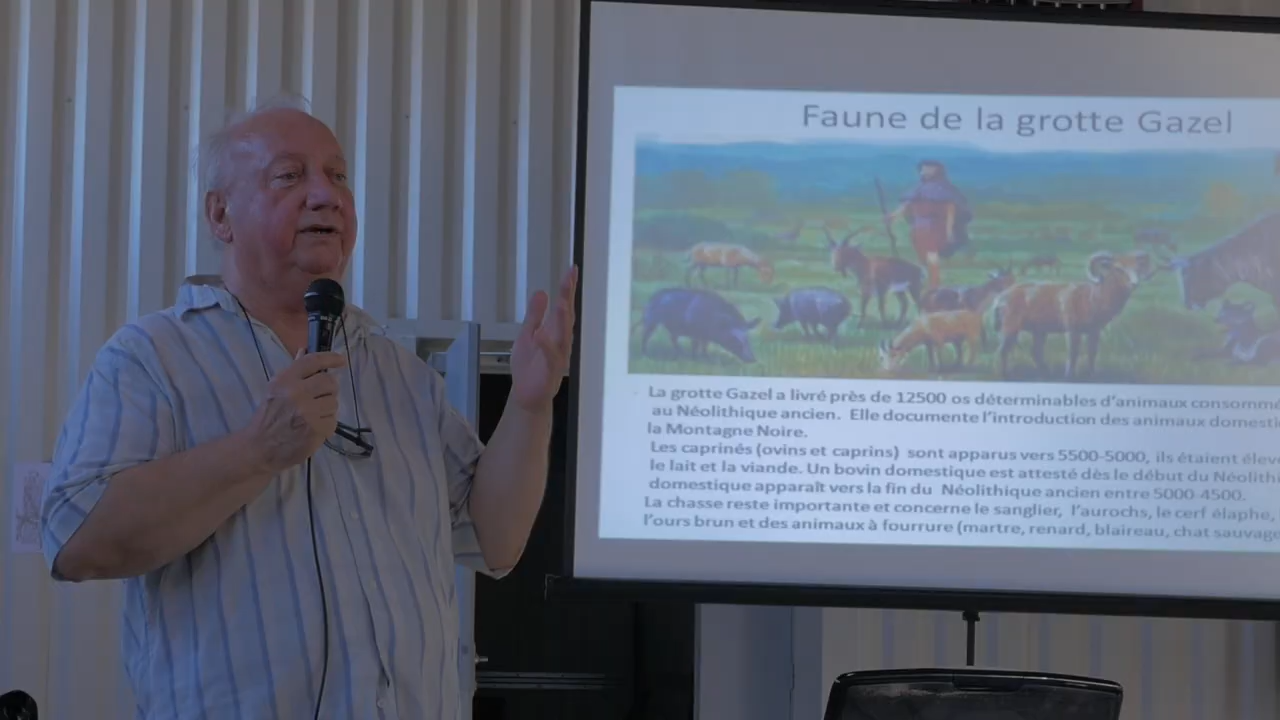 Faune de la grotte Gazel
La grotte Gazel a livré près de 12500 os déterminables d'animaux consommé
au Néolithique ancien. Elle documente l'introduction des animaux domesti
la Montagne Noire.
Les caprinés (ovins et caprins) sont apparus vers 5500-5000, ils étaient éleve
le lait et la viande. Un bovin domestique est attesté dès le début du Néolithi
domestique apparaît vers la fin du Néolithique ancien entre 5000-4500.
La chasse reste importante et concerne le sanglier, l'aurochs, le cerf élaphe,
l'ours brun et des animaux à fourrure (martre, renard, blaireau, chat sauvage